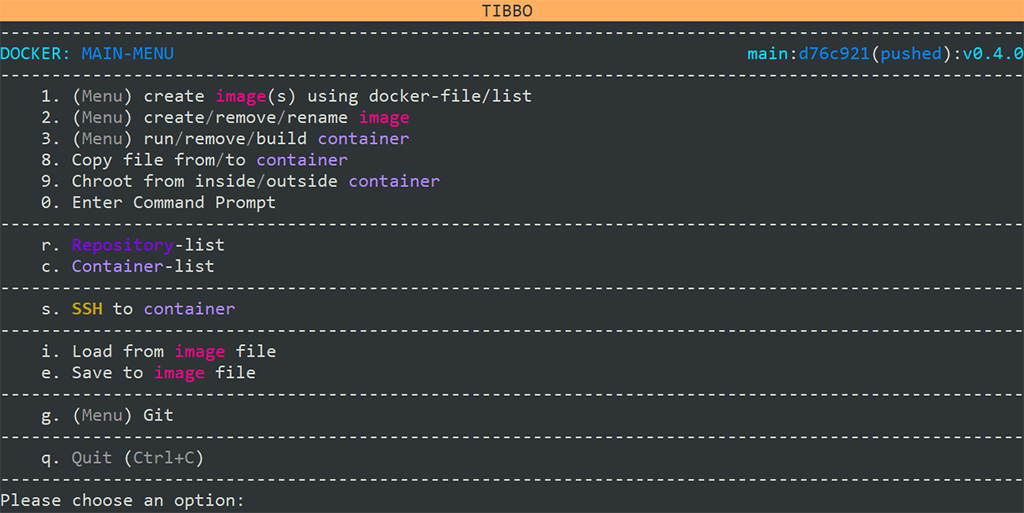 TIBBO
DOCKER: MAIN-MENU main:d76c921(pushed):v0.4.0
1. (Menu) create image(s) using docker-file/list
2. (Menu) create/remove/rename image
3. (Menu) run/remove/build container
8. Copy file from/to container
9. Chroot from inside/outside container
0. Enter Command Prompt
r. Repository-list
c. Container-list
s. SSH to container
i. Load from image file
e. Save to image file
g. (Menu) Git
q. Quit (Ctrl+C)
Please choose an option: